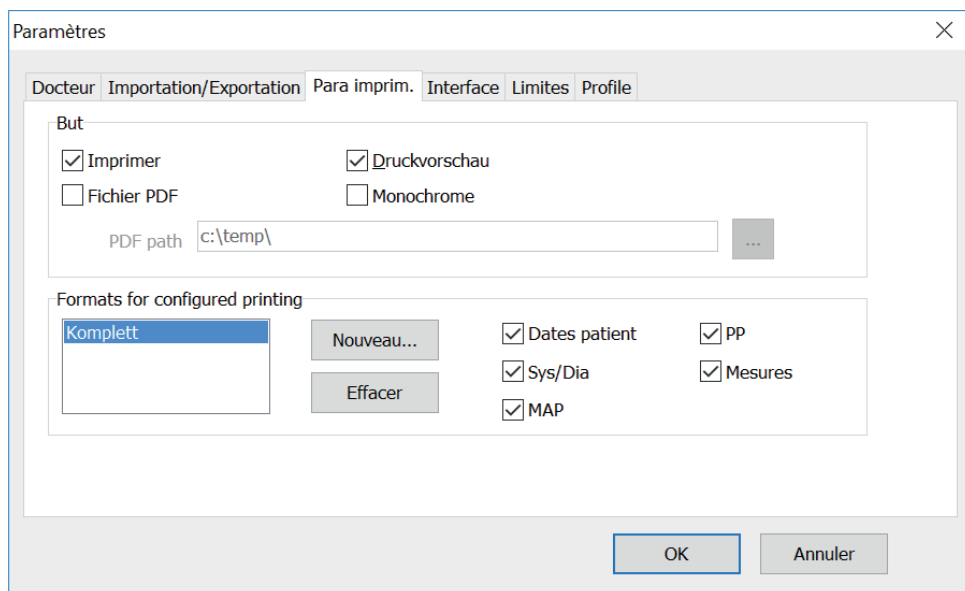 Paramètres
Docteur Importation/Exportation Para imprim. Interface Limites Profile
But
Imprimer Druckvorschau
Fichier PDF Monochrome
PDF path c:\temp\ ...
Formats for configured printing
Komplett Nouveau... Dates patient PP
Effacer Sys/Dia Mesures
MAP
OK Annuler